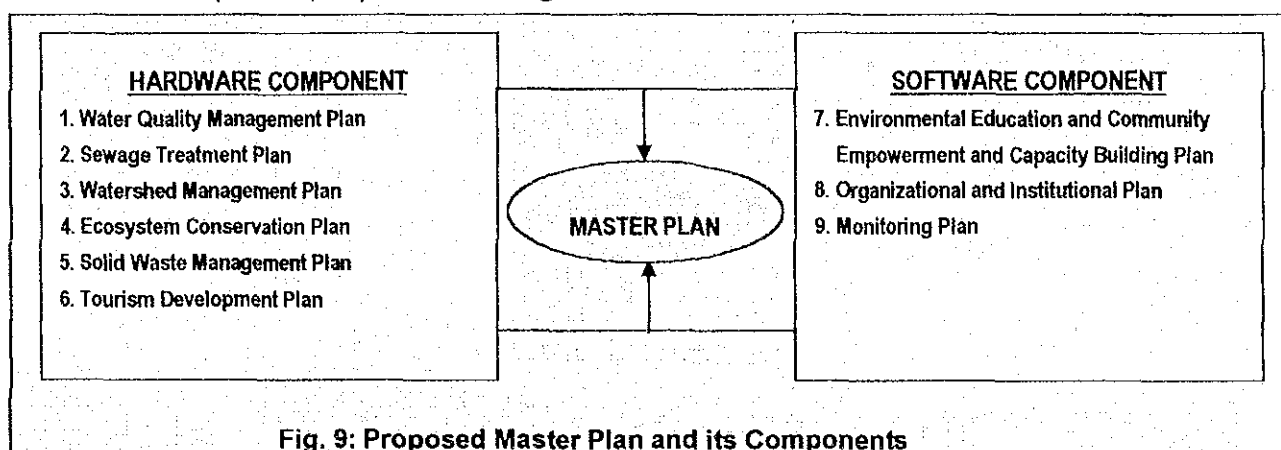 HARDWARE COMPONENT
1. Water Quality Management Plan
2. Sewage Treatment Plan
3. Watershed Management Plan
4. Ecosystem Conservation Plan
5. Solid Waste Management Plan
6. Tourism Development Plan
MASTER PLAN
SOFTWARE COMPONENT
7. Environmental Education and Community
Empowerment and Capacity Building Plan
8. Organizational and Institutional Plan
9. Monitoring Plan
Fig. 9: Proposed Master Plan and its Components